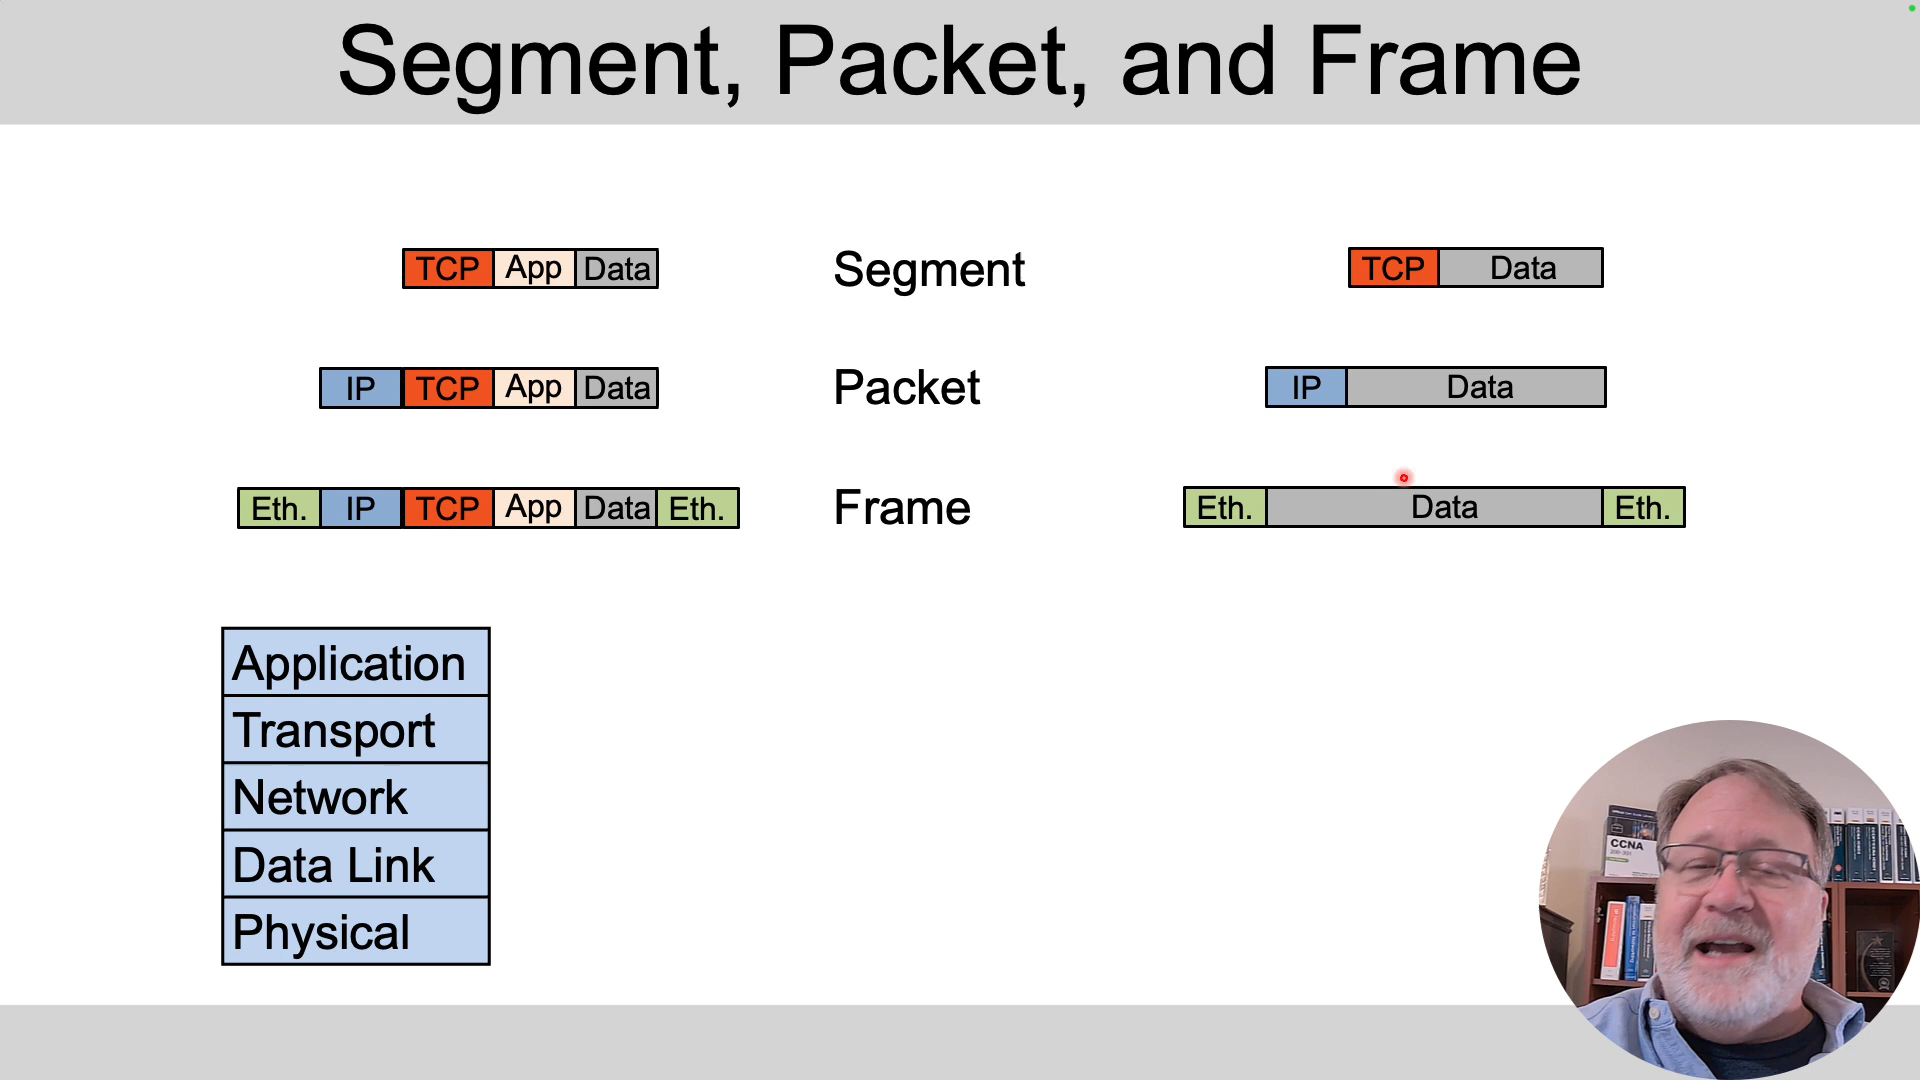 Segment, Packet, and Frame
TCP App Data Segment TCP Data
IP TCP App Data Packet IP Data
Eth. IP TCP App Data Eth. Frame Eth. Data Eth.
Application
Transport
Network
Data Link
Physical
CCNA